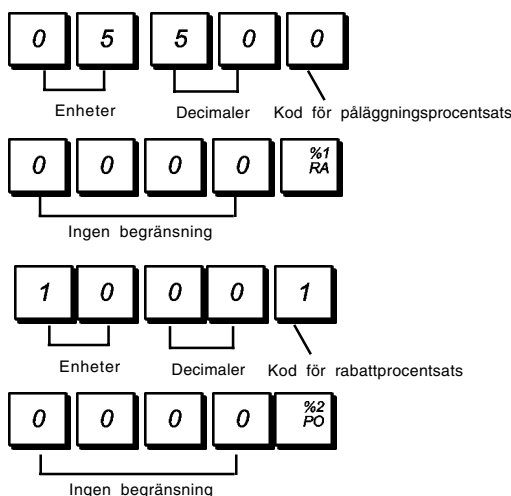 0 5 5 0 0
Enheter Decimaler Kod för påläggningsprocentsats
0 0 0 0 %1 RA
Ingen begränsning
1 0 0 0 1
Enheter Decimaler Kod för rabattprocentsats
0 0 0 0 %2 PO
Ingen begränsning